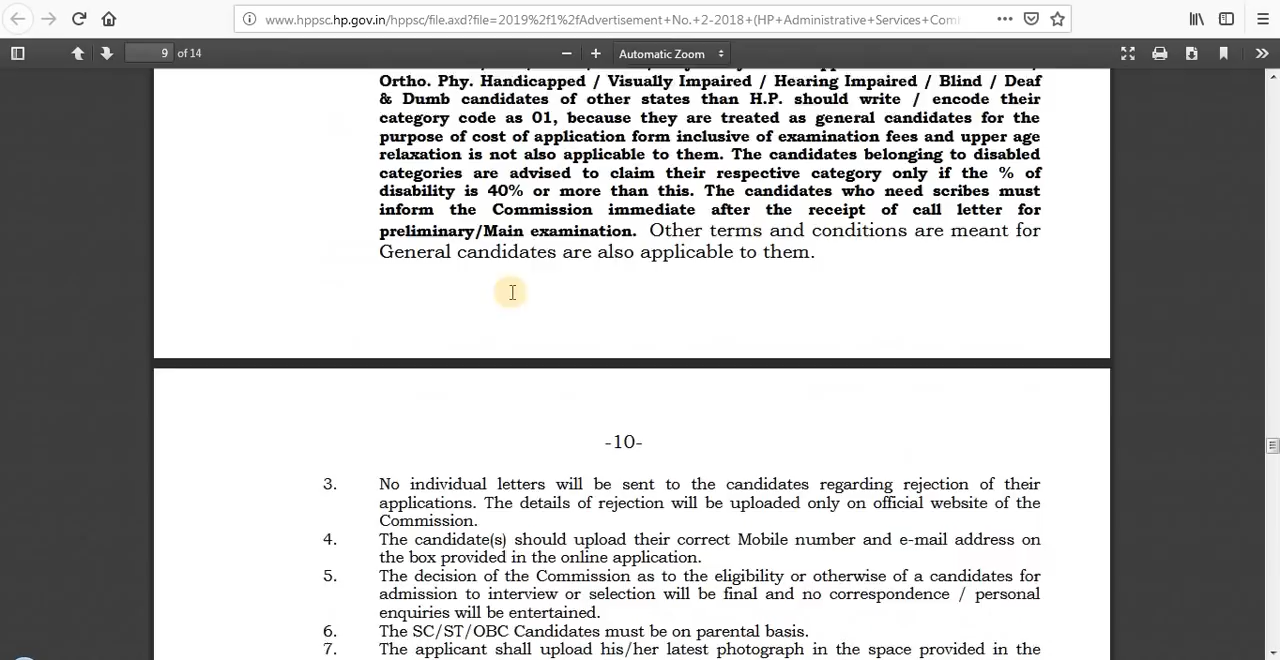 www.hppsc.hp.gov.in/hppsc/file.axd?file=2019%2f1%2fAdvertisement+No.+2-2018+(HP+Administrative+Services+Com
9 of 14
Automatic Zoom
Ortho. Phy. Handicapped / Visually Impaired / Hearing Impaired / Blind / Deaf
& Dumb candidates of other states than H.P. should write / encode their
category code as 01, because they are treated as general candidates for the
purpose of cost of application form inclusive of examination fees and upper age
relaxation is not also applicable to them. The candidates belonging to disabled
categories are advised to claim their respective category only if the % of
disability is 40% or more than this. The candidates who need scribes must
inform the Commission immediate after the receipt of call letter for
preliminary/Main examination. Other terms and conditions are meant for
General candidates are also applicable to them.
-10-
3. No individual letters will be sent to the candidates regarding rejection of their
applications. The details of rejection will be uploaded only on official website of the
Commission.
4. The candidate(s) should upload their correct Mobile number and e-mail address on
the box provided in the online application.
5. The decision of the Commission as to the eligibility or otherwise of a candidates for
admission to interview or selection will be final and no correspondence / personal
enquiries will be entertained.
6. The SC/ST/OBC Candidates must be on parental basis.
7. The applicant shall upload his/her latest photograph in the space provided in the